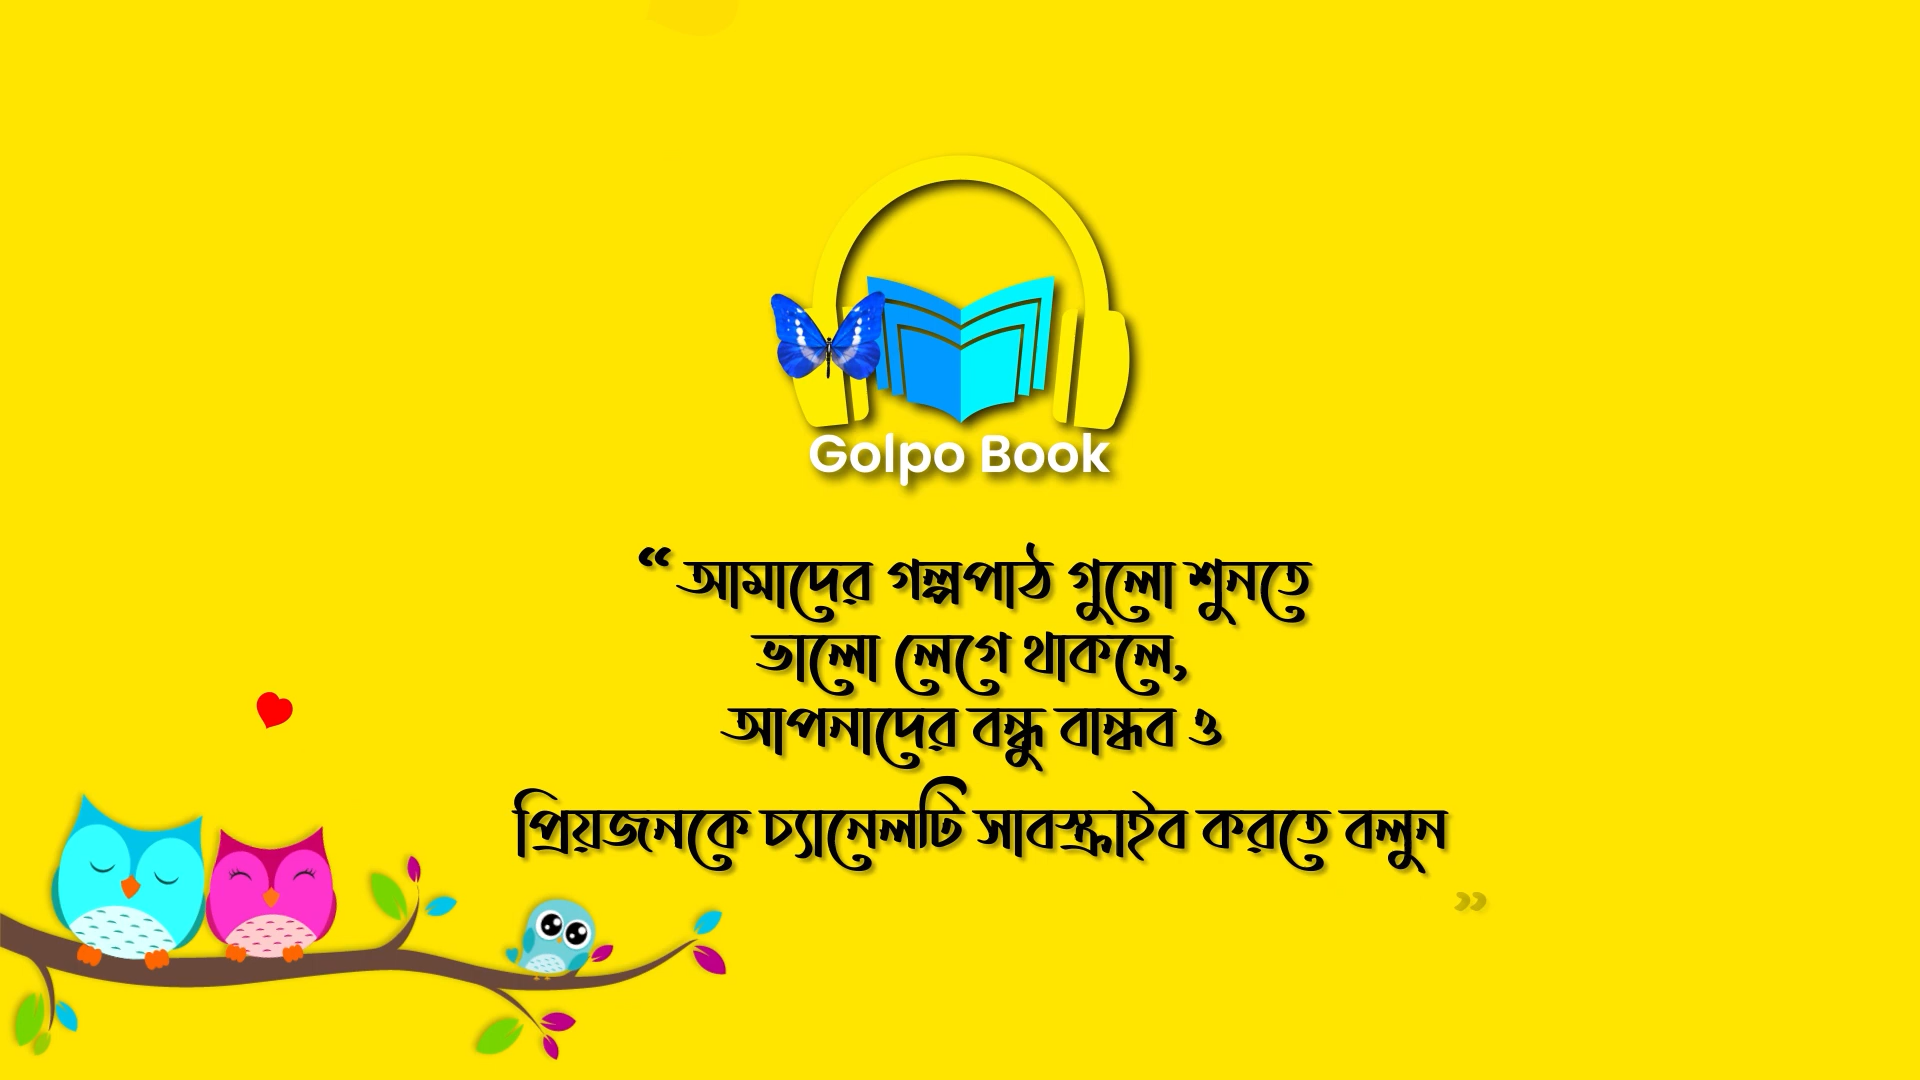 Golpo Book
“ আমাদের গল্পপাঠ গুলো শুনতে
ভালো লেগে থাকলে,
আপনাদের বন্ধু বান্ধব ও
প্রিয়জনকে চ্যানেলটি সাবস্ক্রাইব করতে বলুন
”